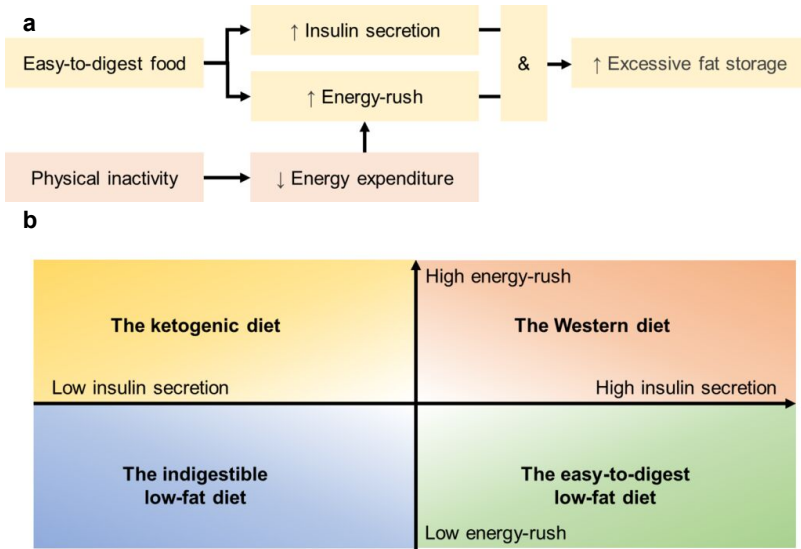 a
Easy-to-digest food
↑ Insulin secretion
↑ Energy-rush
&
↑ Excessive fat storage
Physical inactivity
↓ Energy expenditure
b
High energy-rush
The ketogenic diet
The Western diet
Low insulin secretion
High insulin secretion
The indigestible
low-fat diet
The easy-to-digest
low-fat diet
Low energy-rush